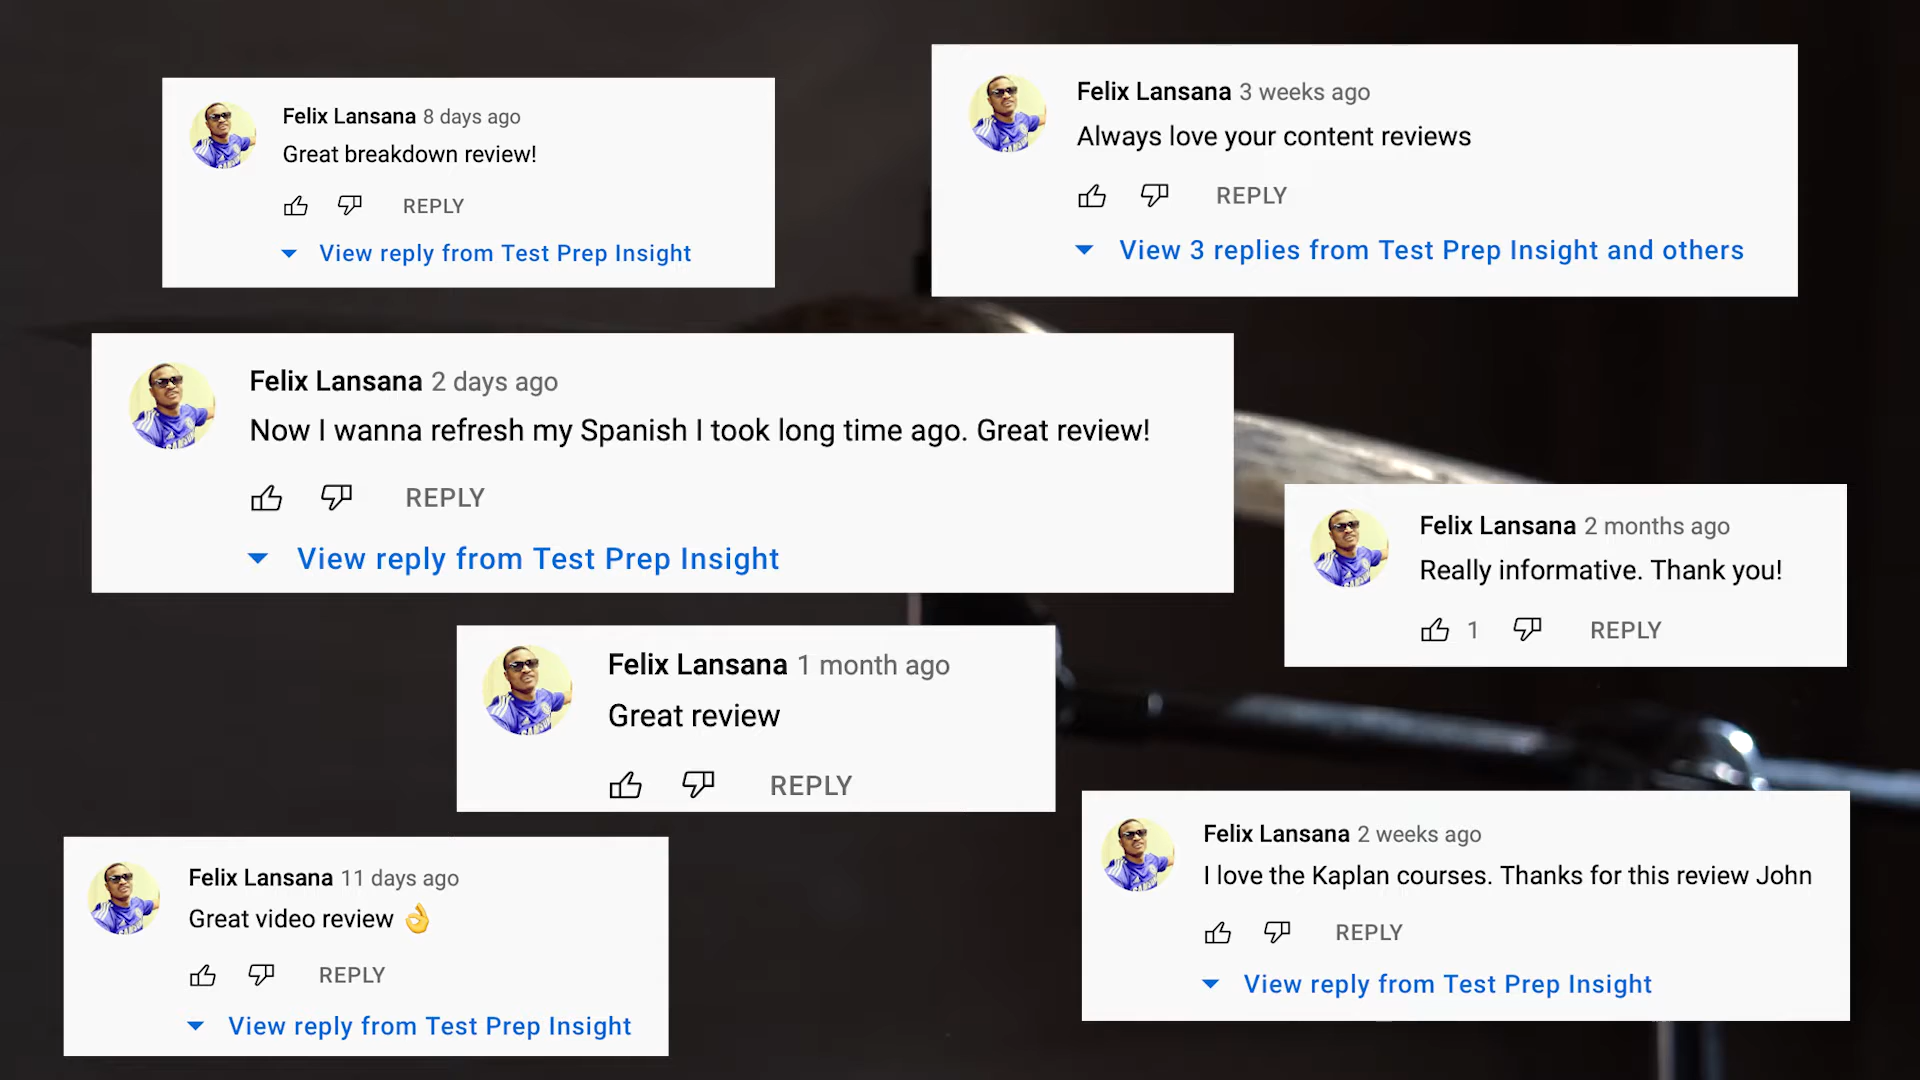 Felix Lansana 8 days ago
Great breakdown review!
REPLY
View reply from Test Prep Insight
Felix Lansana 3 weeks ago
Always love your content reviews
REPLY
View 3 replies from Test Prep Insight and others
Felix Lansana 2 days ago
Now I wanna refresh my Spanish I took long time ago. Great review!
REPLY
View reply from Test Prep Insight
Felix Lansana 2 months ago
Really informative. Thank you!
1 REPLY
Felix Lansana 1 month ago
Great review
REPLY
Felix Lansana 11 days ago
Great video review 👌
REPLY
View reply from Test Prep Insight
Felix Lansana 2 weeks ago
I love the Kaplan courses. Thanks for this review John
REPLY
View reply from Test Prep Insight